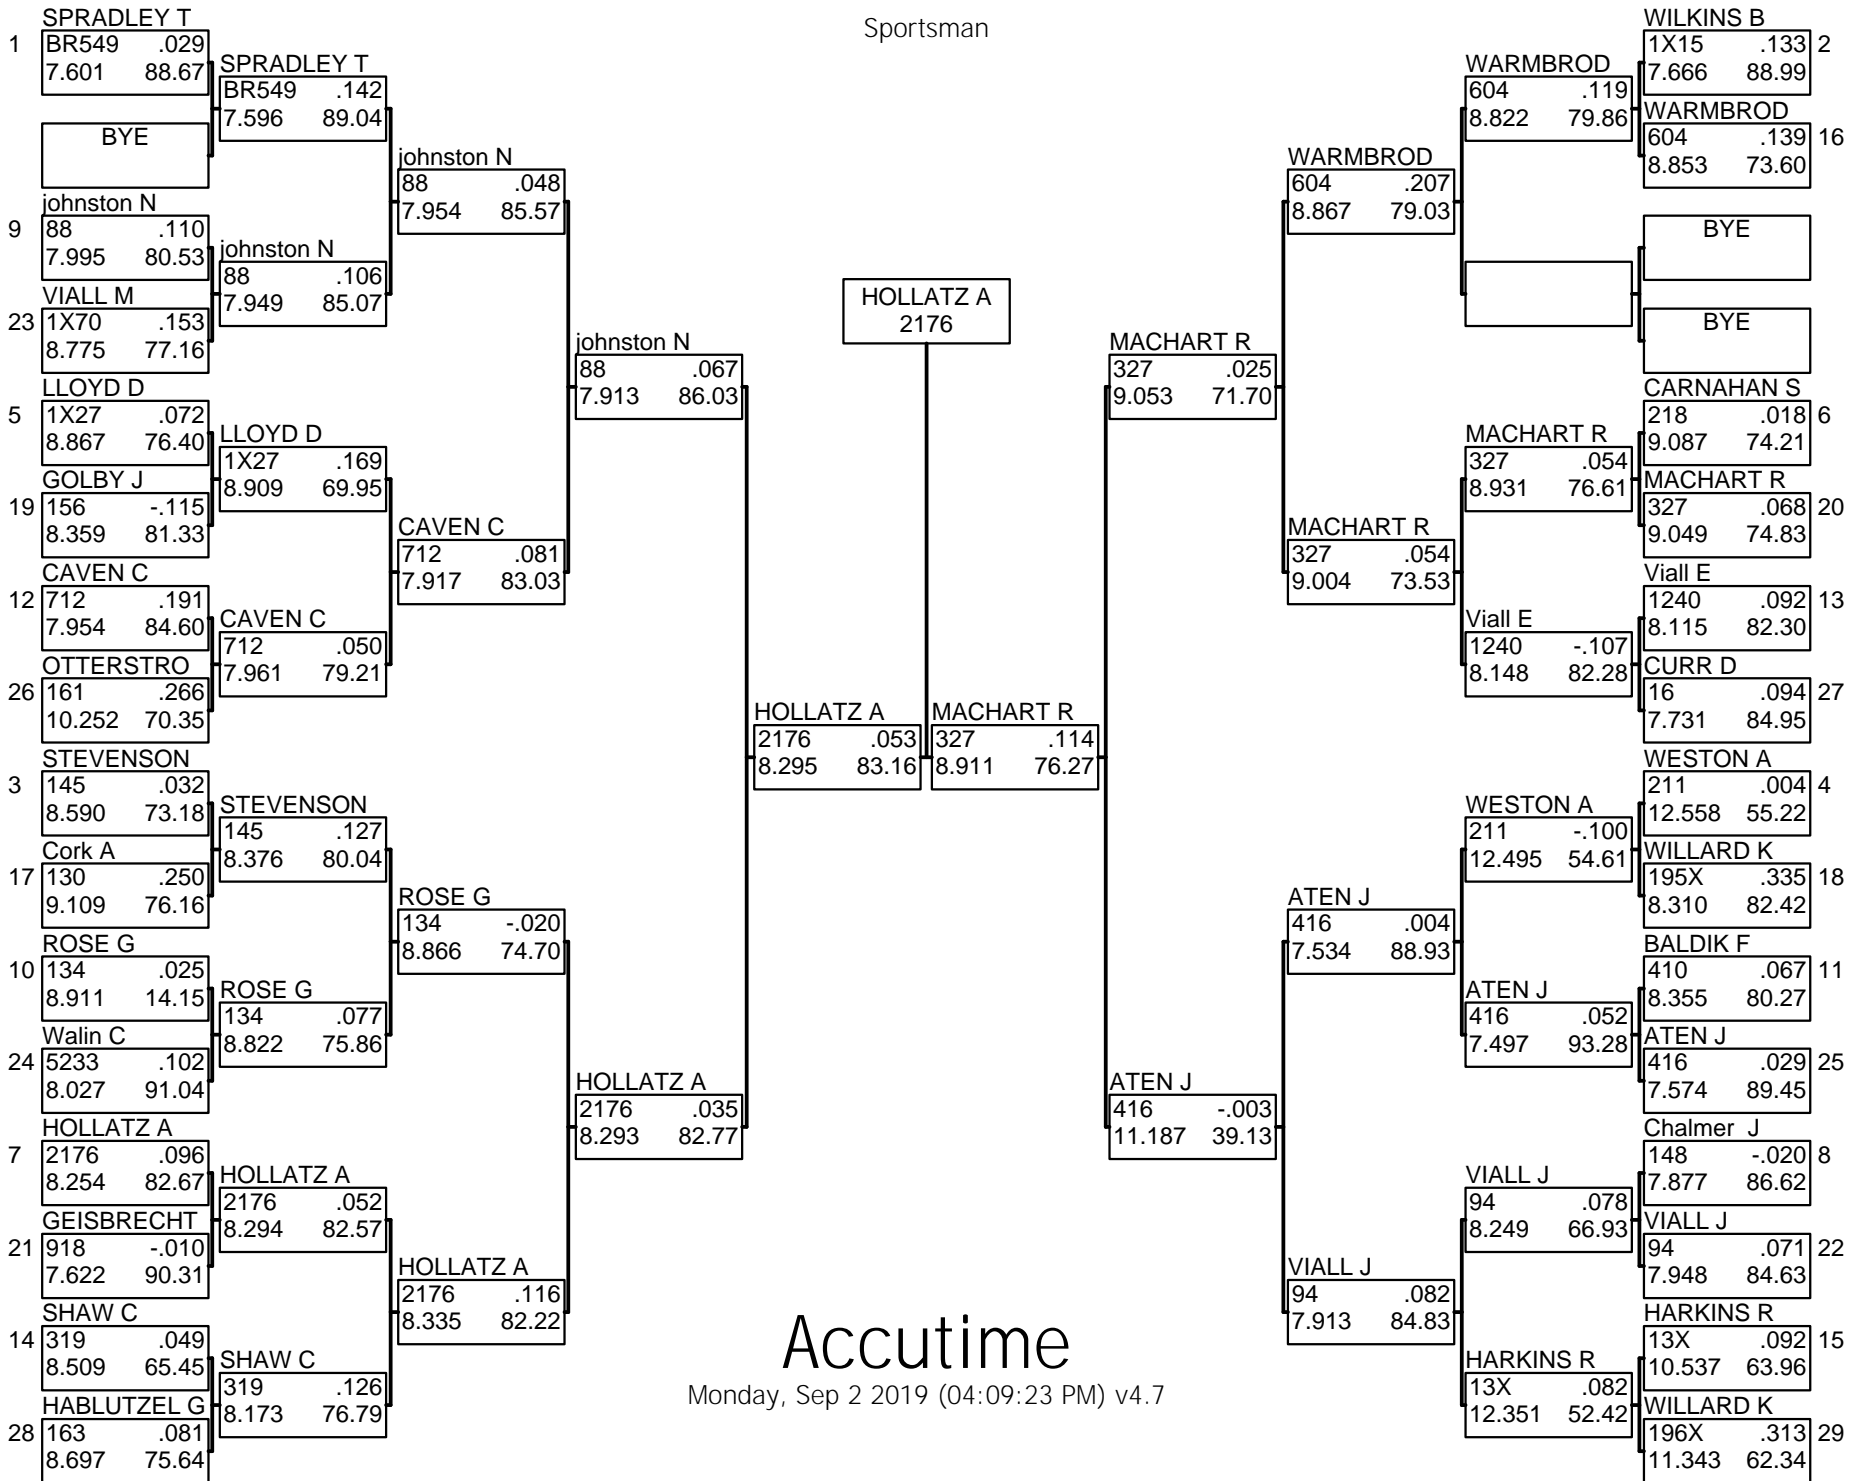 Sportsman
SPRADLEY T
1 BR549 .029
7.601 88.67
BYE
johnston N
9 88 .110
7.995 80.53
VIALL M
23 1X70 .153
8.775 77.16
LLOYD D
5 1X27 .072
8.867 76.40
GOLBY J
19 156 -.115
8.359 81.33
CAVEN C
12 712 .191
7.954 84.60
OTTERSTRO
26 161 .266
10.252 70.35
STEVENSON
3 145 .032
8.590 73.18
Cork A
17 130 .250
9.109 76.16
ROSE G
10 134 .025
8.911 14.15
Walin C
24 5233 .102
8.027 91.04
HOLLATZ A
7 2176 .096
8.254 82.67
GEISBRECHT
21 918 -.010
7.622 90.31
SHAW C
14 319 .049
8.509 65.45
HABLUTZEL G
28 163 .081
8.697 75.64
SPRADLEY T
BR549 .142
7.596 89.04
johnston N
88 .106
7.949 85.07
LLOYD D
1X27 .169
8.909 69.95
CAVEN C
712 .050
7.961 79.21
STEVENSON
145 .127
8.376 80.04
ROSE G
134 .077
8.822 75.86
HOLLATZ A
2176 .052
8.294 82.57
SHAW C
319 .126
8.173 76.79
johnston N
88 .048
7.954 85.57
CAVEN C
712 .081
7.917 83.03
ROSE G
134 -.020
8.866 74.70
HOLLATZ A
2176 .116
8.335 82.22
johnston N
88 .067
7.913 86.03
HOLLATZ A
2176 .035
8.293 82.77
HOLLATZ A
2176 .053
8.295 83.16
HOLLATZ A
2176
MACHART R
327 .114
8.911 76.27
MACHART R
327 .025
9.053 71.70
ATEN J
416 -.003
11.187 39.13
WARMBROD
604 .207
8.867 79.03
MACHART R
327 .054
9.004 73.53
ATEN J
416 .004
7.534 88.93
VIALL J
94 .082
7.913 84.83
WARMBROD
604 .119
8.822 79.86
MACHART R
327 .054
8.931 76.61
Viall E
1240 -.107
8.148 82.28
WESTON A
211 -.100
12.495 54.61
ATEN J
416 .052
7.497 93.28
VIALL J
94 .078
8.249 66.93
HARKINS R
13X .082
12.351 52.42
WILKINS B
1X15 .133 2
7.666 88.99
WARMBROD
604 .139 16
8.853 73.60
BYE
BYE
CARNAHAN S
218 .018 6
9.087 74.21
MACHART R
327 .068 20
9.049 74.83
Viall E
1240 .092 13
8.115 82.30
CURR D
16 .094 27
7.731 84.95
WESTON A
211 .004 4
12.558 55.22
WILLARD K
195X .335 18
8.310 82.42
BALDIK F
410 .067 11
8.355 80.27
ATEN J
416 .029 25
7.574 89.45
Chalmer J
148 -.020 8
7.877 86.62
VIALL J
94 .071 22
7.948 84.63
HARKINS R
13X .092 15
10.537 63.96
WILLARD K
196X .313 29
11.343 62.34
Accutime
Monday, Sep 2 2019 (04:09:23 PM) v4.7